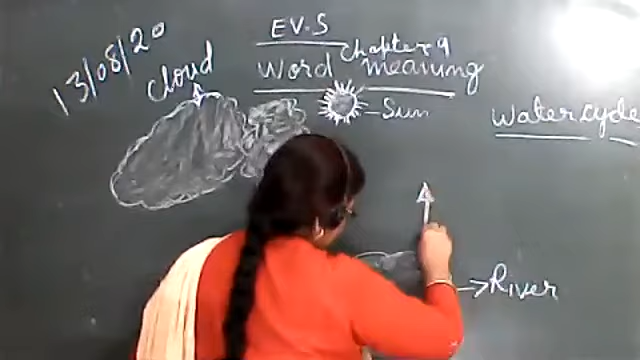 13/08/20
EV.S
Chapter 9
Word meaning
Cloud
Sun
Water cycle
River